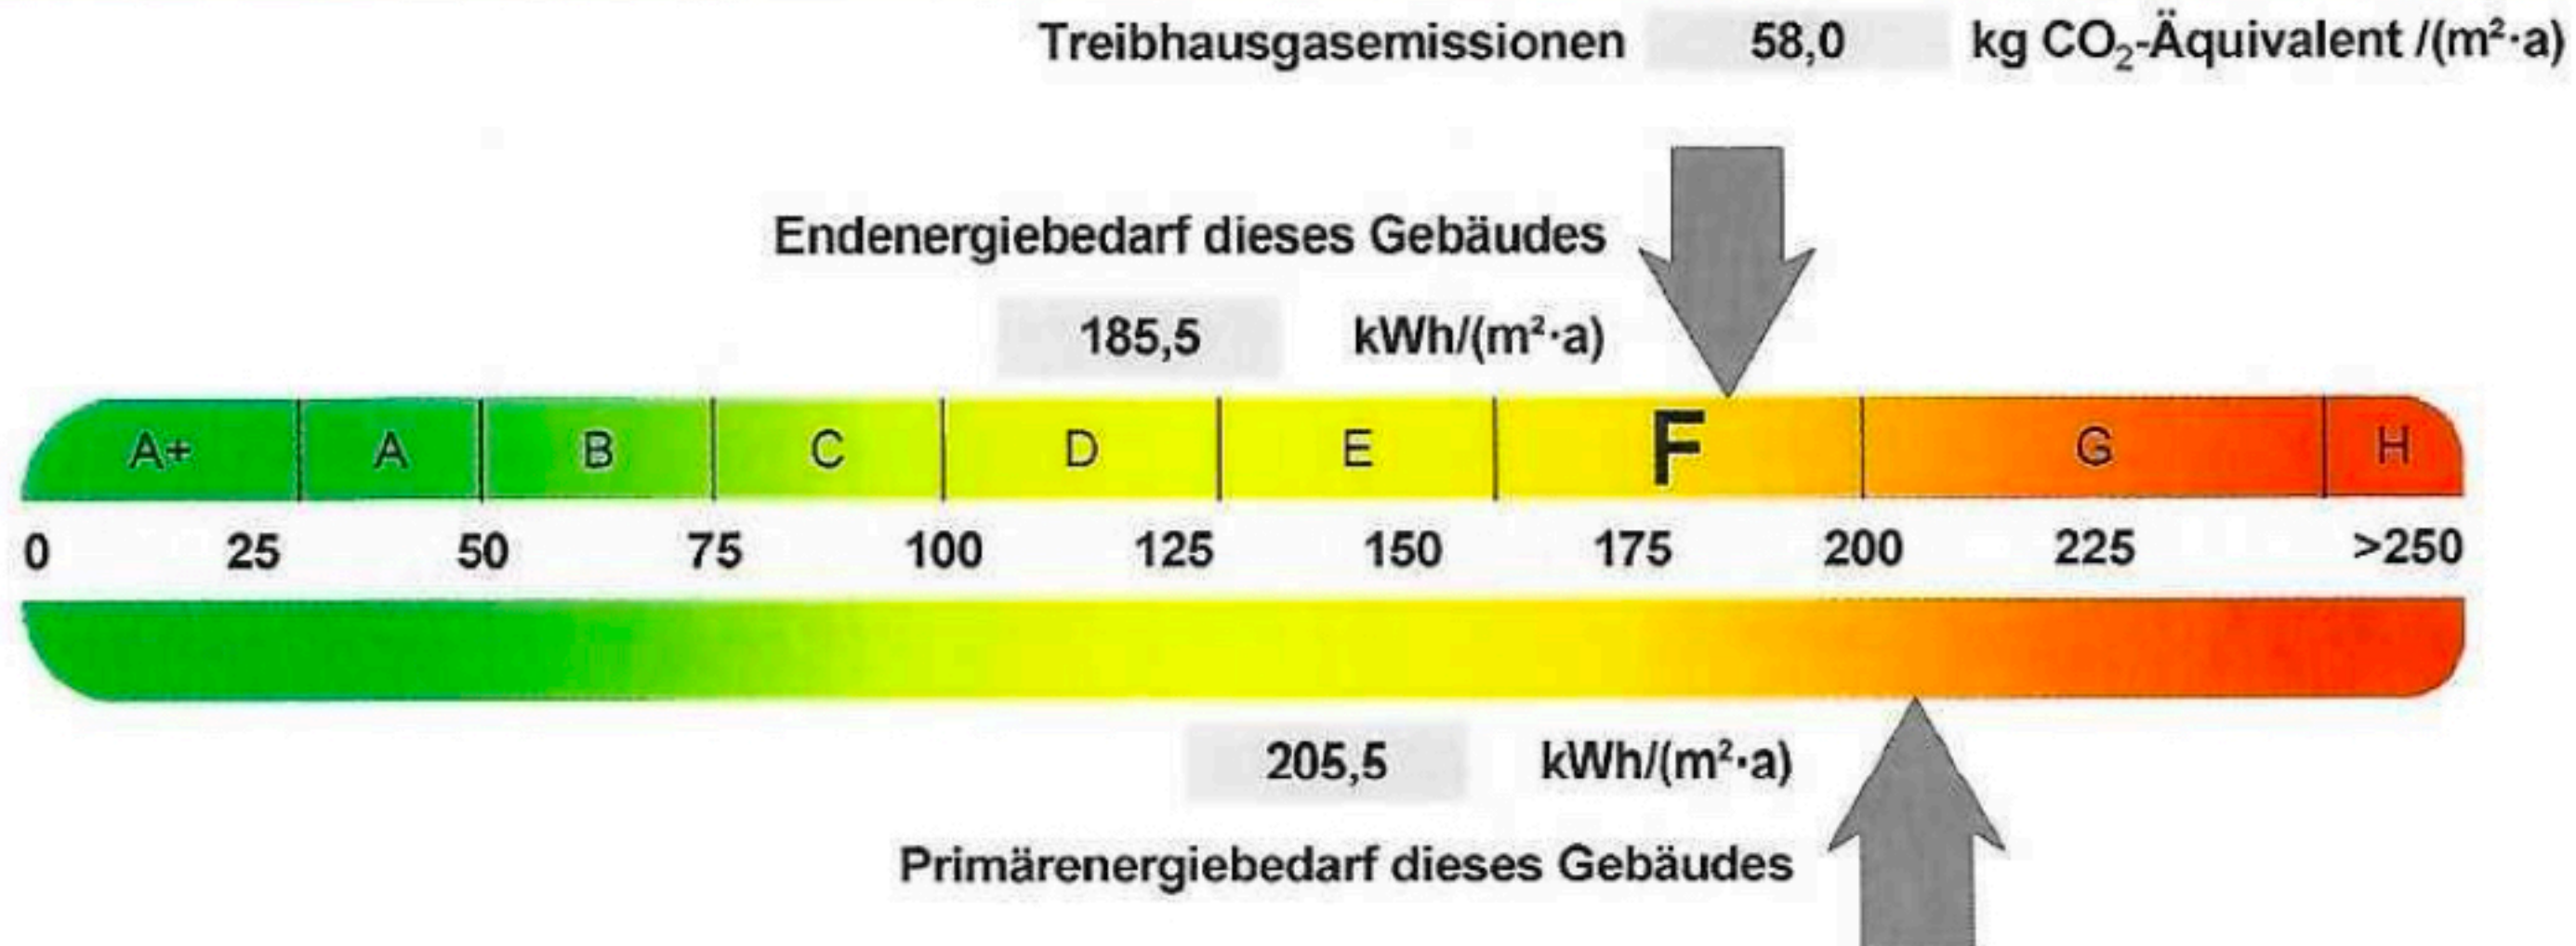 Treibhausgasemissionen 58,0 kg CO₂-Äquivalent /(m²·a)
Endenergiebedarf dieses Gebäudes
185,5 kWh/(m²·a)
A+ A B C D E F G H
0 25 50 75 100 125 150 175 200 225 >250
205,5 kWh/(m²·a)
Primärenergiebedarf dieses Gebäudes